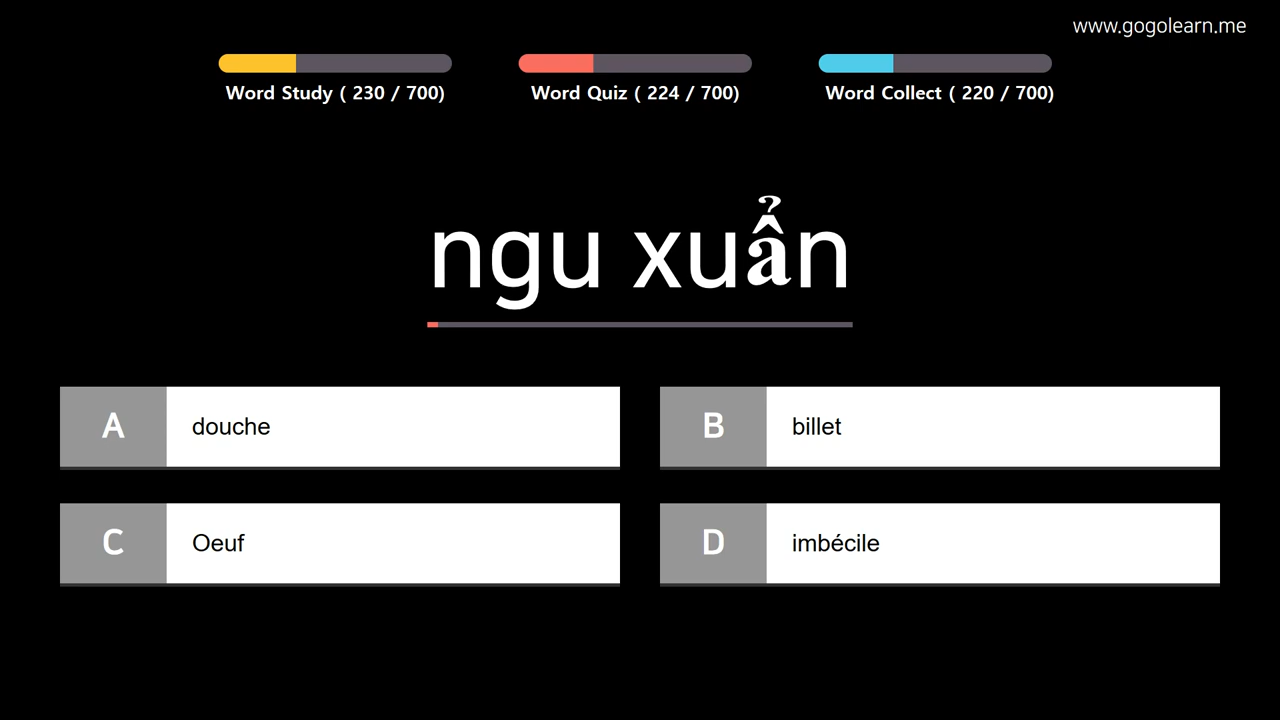 www.gogolearn.me
Word Study ( 230 / 700)
Word Quiz ( 224 / 700)
Word Collect ( 220 / 700)
ngu xuẩn
A douche
B billet
C Oeuf
D imbécile